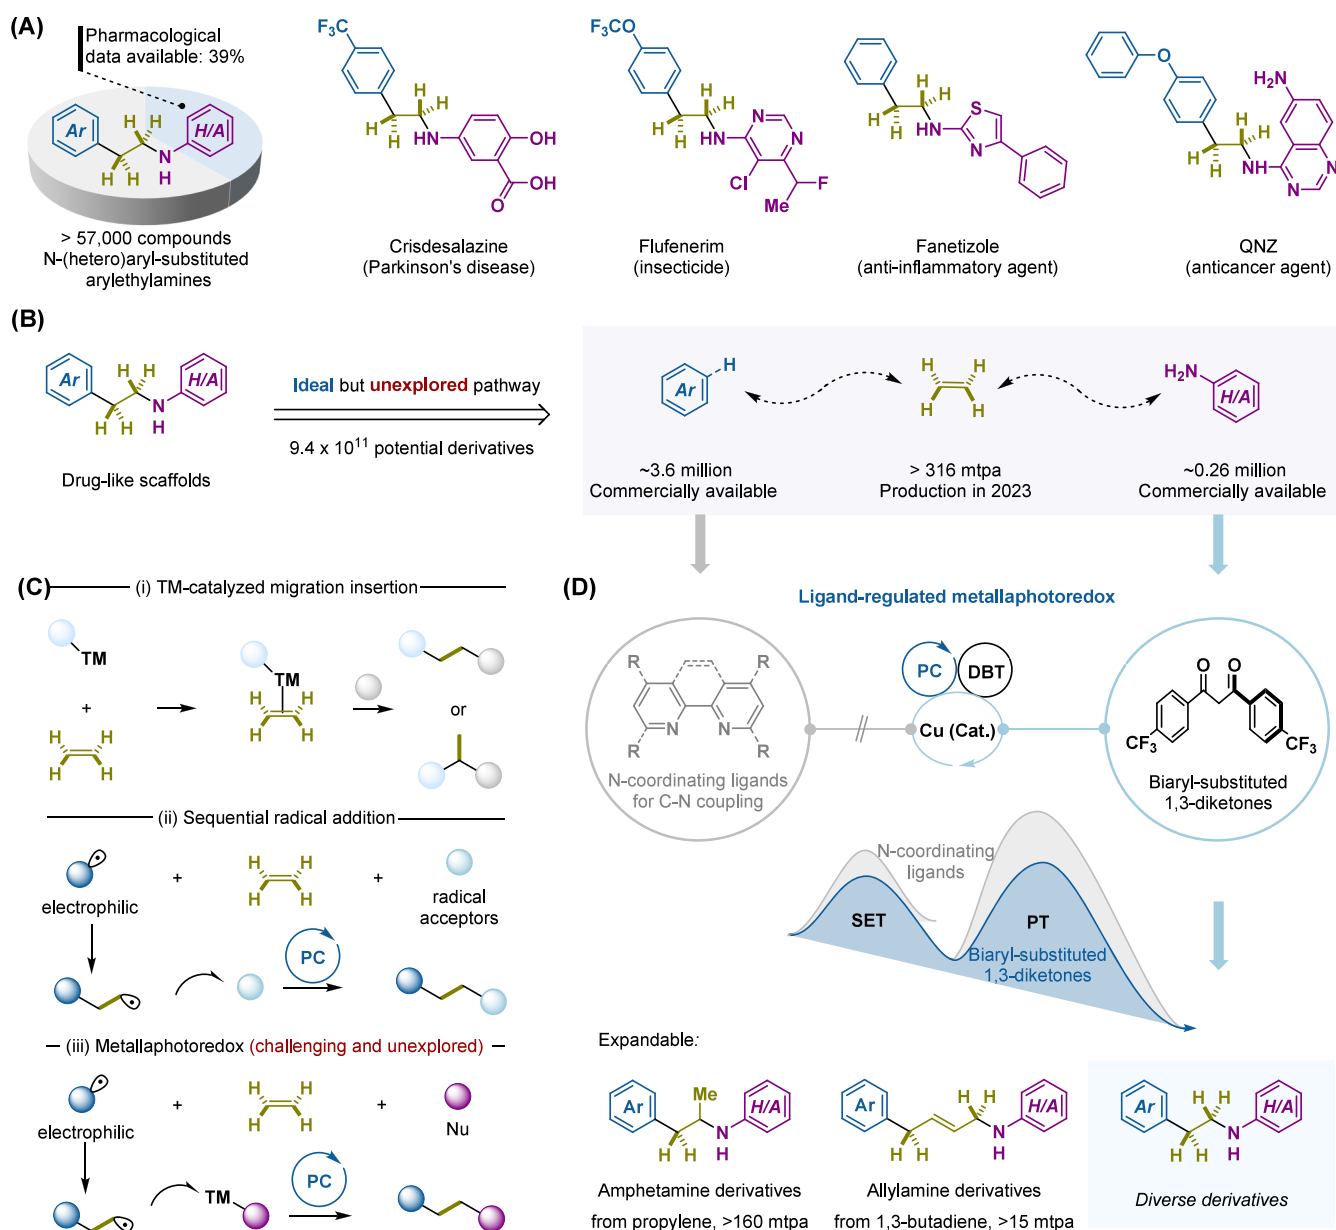 (A)
Pharmacological
data available: 39%
Ar
H/A
H H
N
H H H
> 57,000 compounds
N-(hetero)aryl-substituted
arylethylamines
F3C
H
H
H
H
HN
OH
OH
O
Crisdesalazine
(Parkinson's disease)
F3CO
H
H
H
H
HN
N
N
Cl
F
Me
Flufenerim
(insecticide)
H
H
H
H
HN
S
N
Fanetizole
(anti-inflammatory agent)
O
H2N
H
H
H
H
HN
N
N
QNZ
(anticancer agent)
(B)
Ar
H H
H/A
N
H H H
Drug-like scaffolds
Ideal but unexplored pathway
9.4 x 10^11 potential derivatives
Ar
H
~3.6 million
Commercially available
H H
H H
> 316 mtpa
Production in 2023
H2N
H/A
~0.26 million
Commercially available
(C)
(i) TM-catalyzed migration insertion
TM
+
H H
H H
TM
H H
H H
or
(ii) Sequential radical addition
electrophilic
+
H H
H H
+
radical
acceptors
PC
(iii) Metallaphotoredox (challenging and unexplored)
electrophilic
+
H H
H H
+
Nu
TM
PC
(D)
Ligand-regulated metallaphotoredox
R R
N N
R R
N-coordinating ligands
for C-N coupling
PC
DBT
Cu (Cat.)
O O
CF3
CF3
Biaryl-substituted
1,3-diketones
N-coordinating
ligands
SET
PT
Biaryl-substituted
1,3-diketones
Expandable:
Ar
Me
H/A
N
H H H
Amphetamine derivatives
from propylene, >160 mtpa
Ar
H H
H/A
N
H H H
Allylamine derivatives
from 1,3-butadiene, >15 mtpa
Ar
H H
H/A
N
H H H
Diverse derivatives